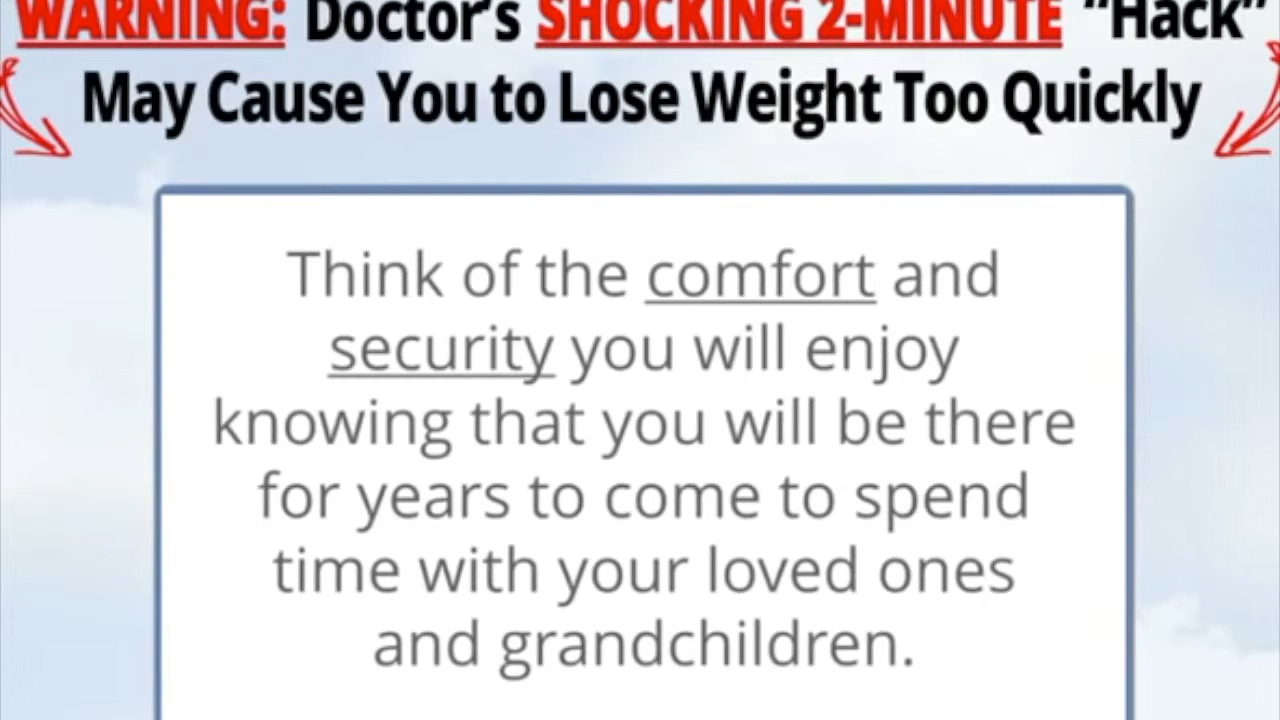 WARNING: Doctor's SHOCKING 2-MINUTE "Hack"
May Cause You to Lose Weight Too Quickly
Think of the comfort and
security you will enjoy
knowing that you will be there
for years to come to spend
time with your loved ones
and grandchildren.